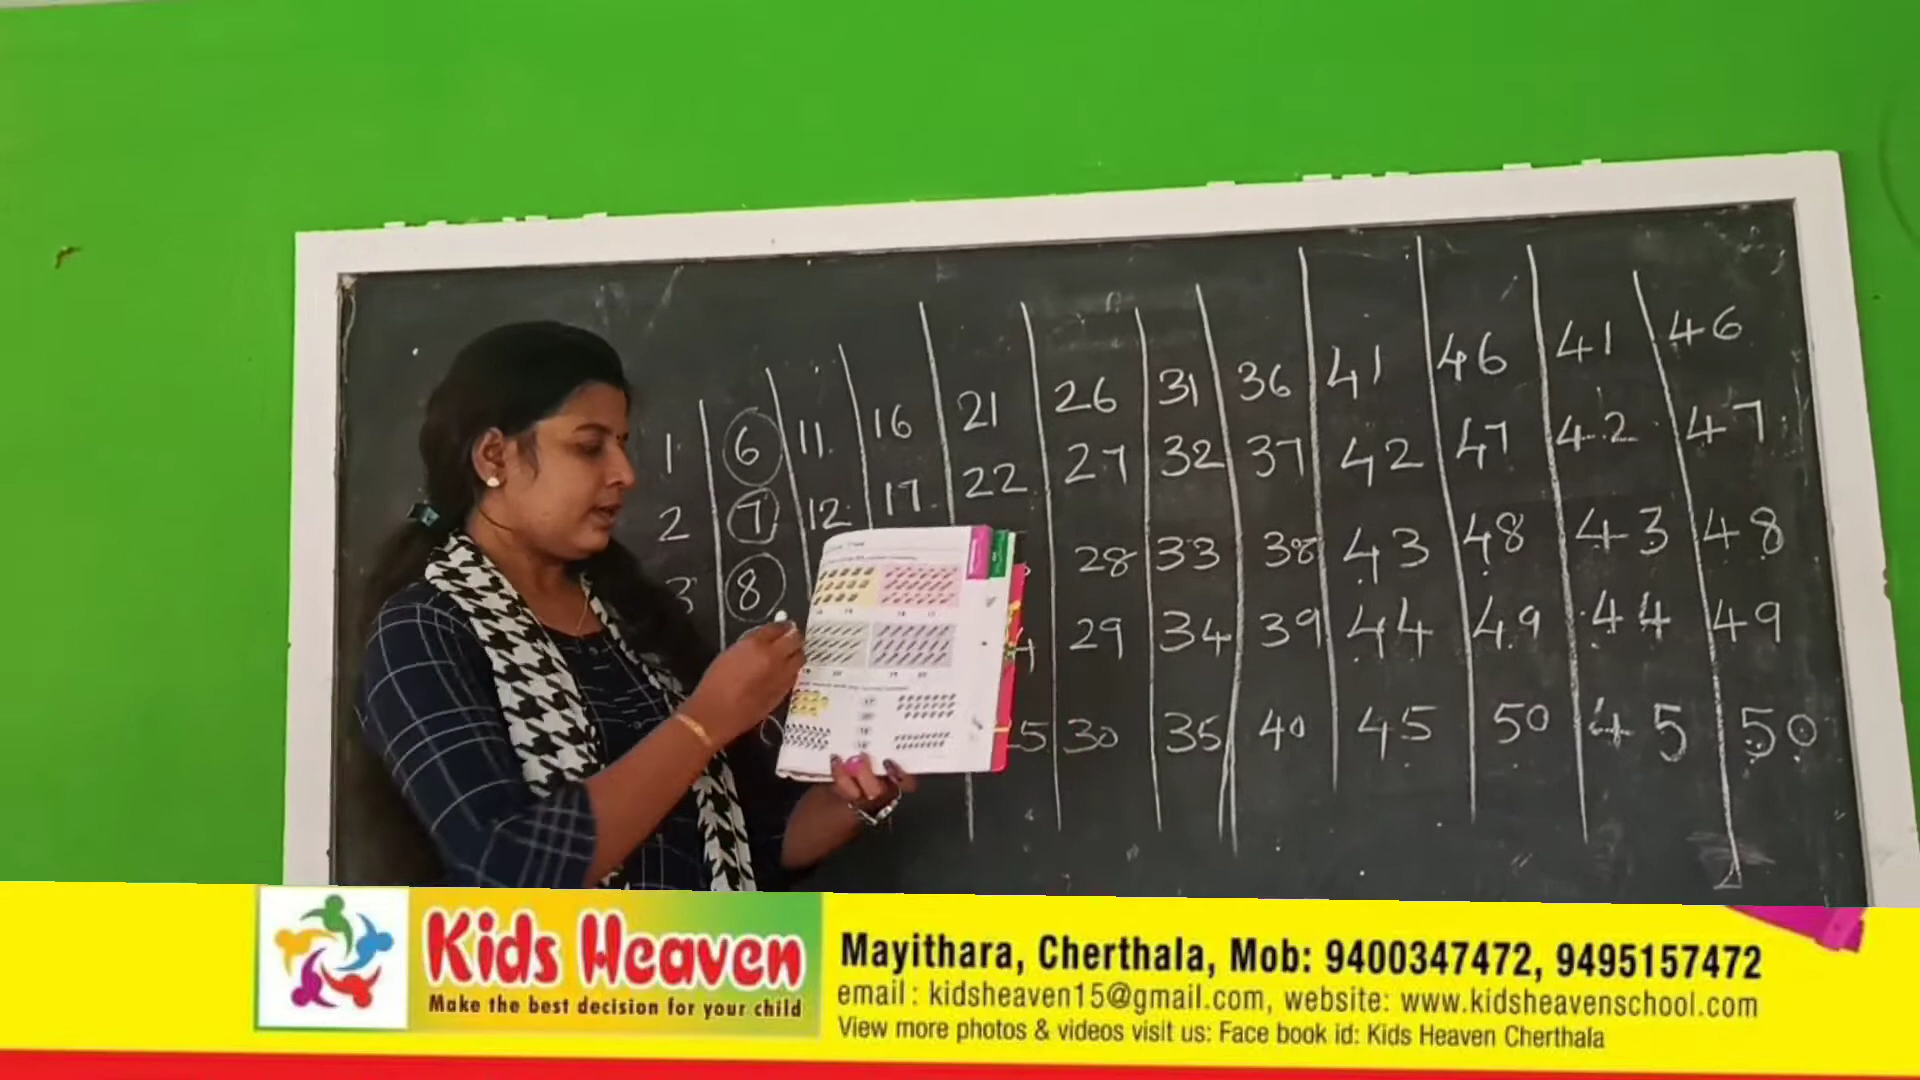 1 6 11 16 21 26 31 36 41 46 41 46
2 7 12 17 22 27 32 37 42 47 42 47
3 8 28 33 38 43 48 43 48
29 34 39 44 49 44 49
30 35 40 45 50 45 50
Kids Heaven
Make the best decision for your child
Mayithara, Cherthala, Mob: 9400347472, 9495157472
email : kidsheaven15@gmail.com, website: www.kidsheavenschool.com
View more photos & videos visit us: Face book id: Kids Heaven Cherthala